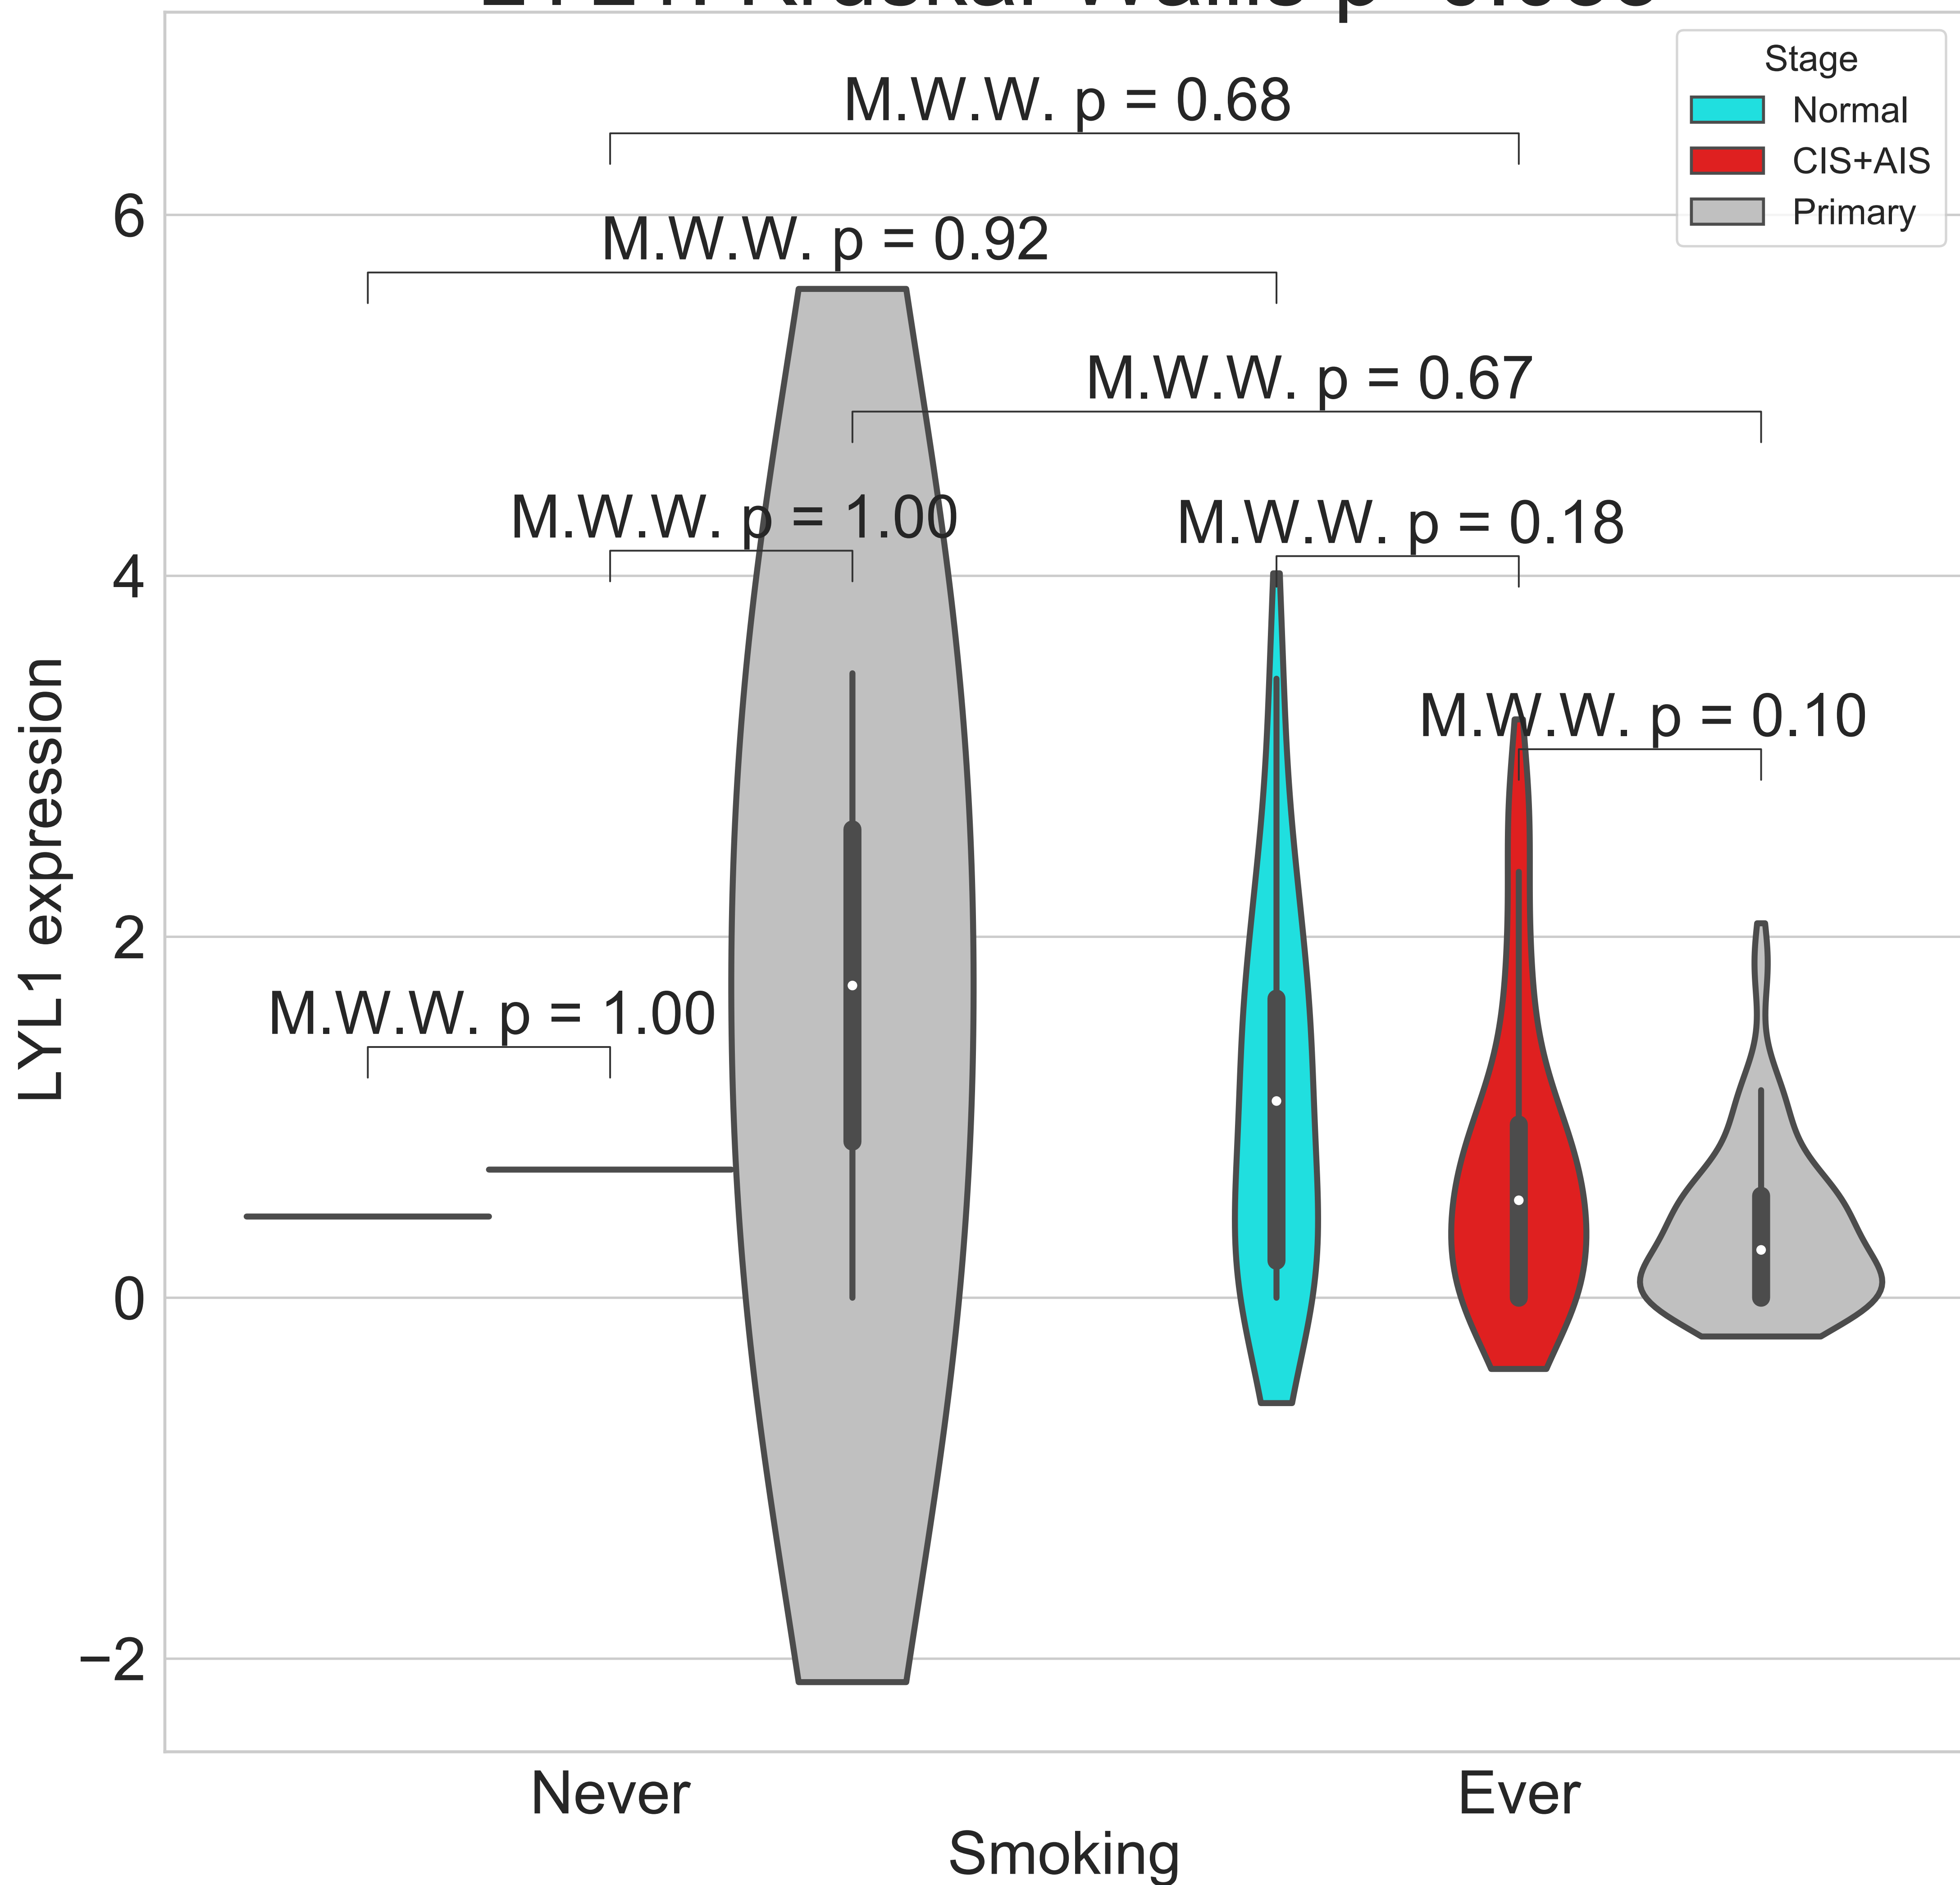 Stage
Normal
CIS+AIS
Primary
M.W.W. p = 0.68
6
M.W.W. p = 0.92
M.W.W. p = 0.67
M.W.W. p = 1.00
M.W.W. p = 0.18
4
M.W.W. p = 0.10
2
M.W.W. p = 1.00
0
−2
LYL1 expression
Never
Ever
Smoking